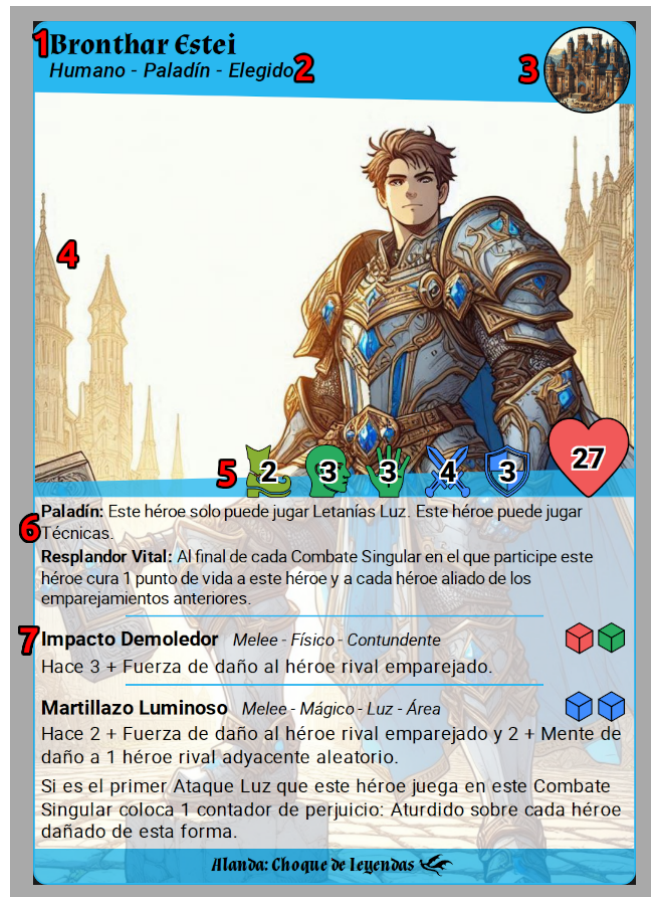 1 Bronthar Estei
Humano - Paladín - Elegido 2
3
4
5 2 3 3 4 3 27
Paladín: Este héroe solo puede jugar Letanías Luz. Este héroe puede jugar
6 Técnicas.
Resplandor Vital: Al final de cada Combate Singular en el que participe este
héroe cura 1 punto de vida a este héroe y a cada héroe aliado de los
emparejamientos anteriores.
7 Impacto Demoledor Melee - Físico - Contundente
Hace 3 + Fuerza de daño al héroe rival emparejado.
Martillazo Luminoso Melee - Mágico - Luz - Área
Hace 2 + Fuerza de daño al héroe rival emparejado y 2 + Mente de
daño a 1 héroe rival adyacente aleatorio.
Si es el primer Ataque Luz que este héroe juega en este Combate
Singular coloca 1 contador de perjuicio: Aturdido sobre cada héroe
dañado de esta forma.
Alanda: Choque de Leyendas